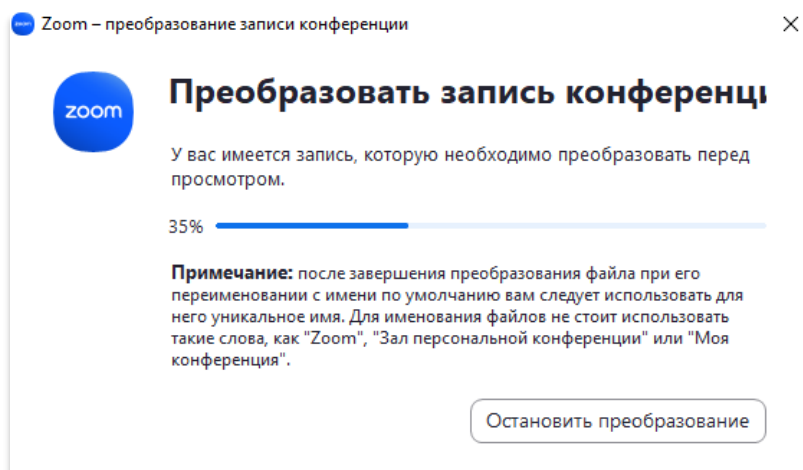 zoom Zoom – преобразование записи конференции
zoom
Преобразовать запись конференци
У вас имеется запись, которую необходимо преобразовать перед
просмотром.
35%
Примечание: после завершения преобразования файла при его
переименовании с имени по умолчанию вам следует использовать для
него уникальное имя. Для именования файлов не стоит использовать
такие слова, как "Zoom", "Зал персональной конференции" или "Моя
конференция".
Остановить преобразование